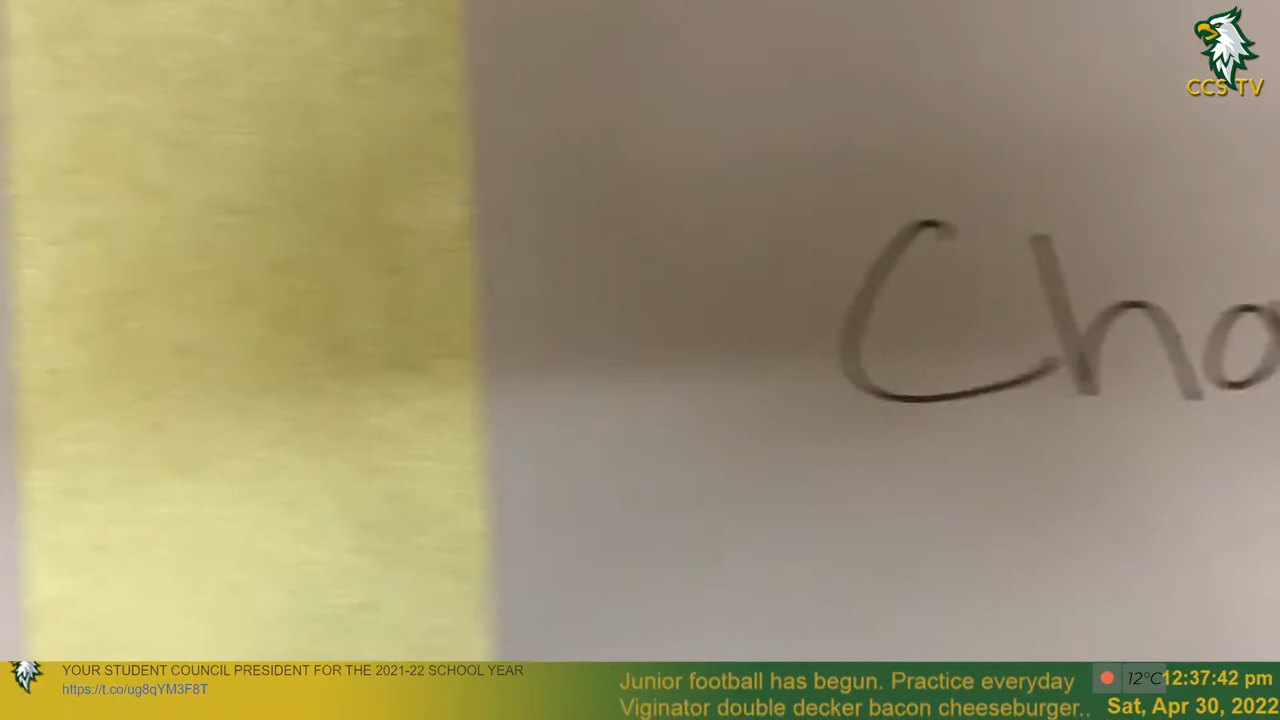 CCS TV
Cho
YOUR STUDENT COUNCIL PRESIDENT FOR THE 2021-22 SCHOOL YEAR
https://t.co/ug8qYM3F8T
Junior football has begun. Practice everyday
Viginator double decker bacon cheeseburger..
12°C
12:37:42 pm
Sat, Apr 30, 2022